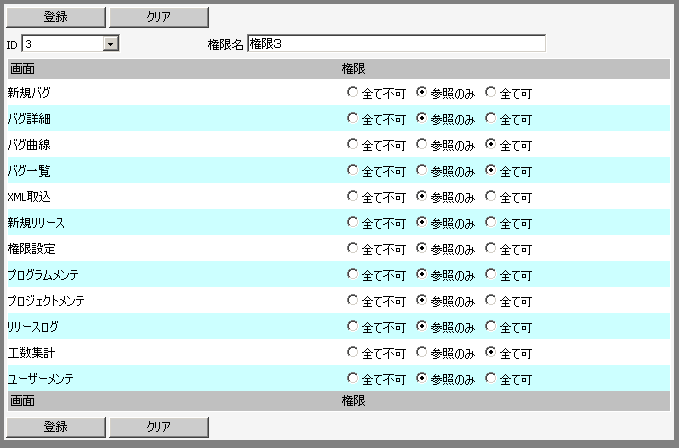 登録 クリア
ID 3 権限名 権限3
画面 権限
新規バグ 全て不可 参照のみ 全て可
バグ詳細 全て不可 参照のみ 全て可
バグ曲線 全て不可 参照のみ 全て可
バグ一覧 全て不可 参照のみ 全て可
XML取込 全て不可 参照のみ 全て可
新規リリース 全て不可 参照のみ 全て可
権限設定 全て不可 参照のみ 全て可
プログラムメンテ 全て不可 参照のみ 全て可
プロジェクトメンテ 全て不可 参照のみ 全て可
リリースログ 全て不可 参照のみ 全て可
工数集計 全て不可 参照のみ 全て可
ユーザーメンテ 全て不可 参照のみ 全て可
画面 権限
登録 クリア